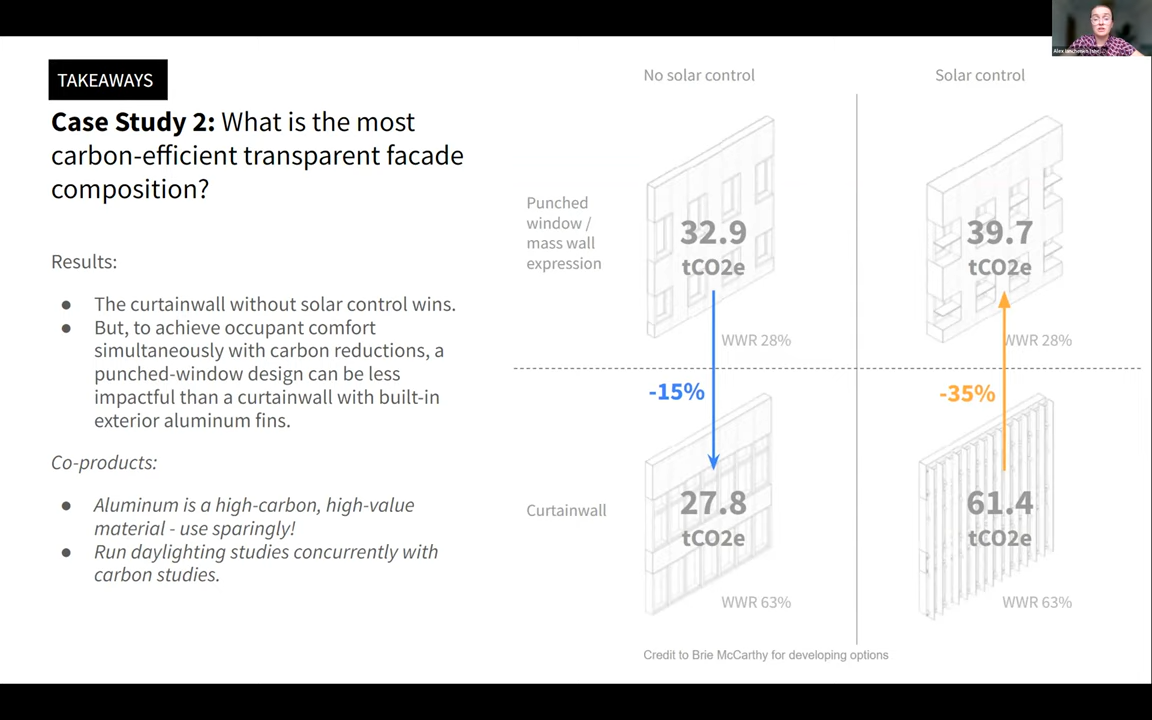 TAKEAWAYS
Case Study 2: What is the most
carbon-efficient transparent facade
composition?
Results:
● The curtainwall without solar control wins.
● But, to achieve occupant comfort
simultaneously with carbon reductions, a
punched-window design can be less
impactful than a curtainwall with built-in
exterior aluminum fins.
Co-products:
● Aluminum is a high-carbon, high-value
material - use sparingly!
● Run daylighting studies concurrently with
carbon studies.
No solar control
Solar control
Punched
window /
mass wall
expression
32.9
tCO2e
WWR 28%
39.7
tCO2e
WWR 28%
-15%
-35%
Curtainwall
27.8
tCO2e
WWR 63%
61.4
tCO2e
WWR 63%
Credit to Brie McCarthy for developing options
Alex